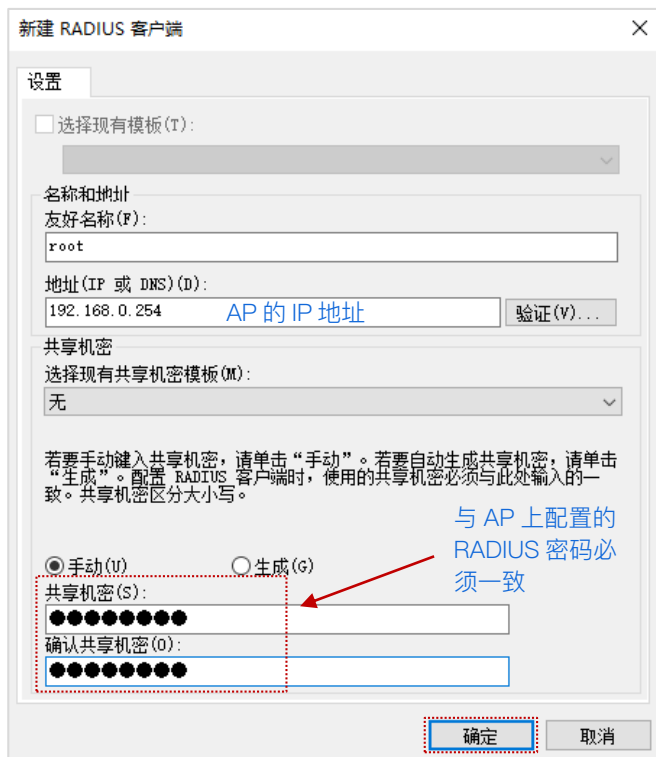 新建 RADIUS 客户端
设置
选择现有模板(T):
名称和地址
友好名称(F):
root
地址(IP 或 DNS)(D):
192.168.0.254
AP 的 IP 地址
验证(V)...
共享机密
选择现有共享机密模板(M):
无
若要手动键入共享机密，请单击“手动”。若要自动生成共享机密，请单击
“生成”。配置 RADIUS 客户端时，使用的共享机密必须与此处输入的一
致。共享机密区分大小写。
与 AP 上配置的
RADIUS 密码必
须一致
手动(U)
生成(G)
共享机密(S):
●●●●●●●●
确认共享机密(O):
●●●●●●●●
确定
取消